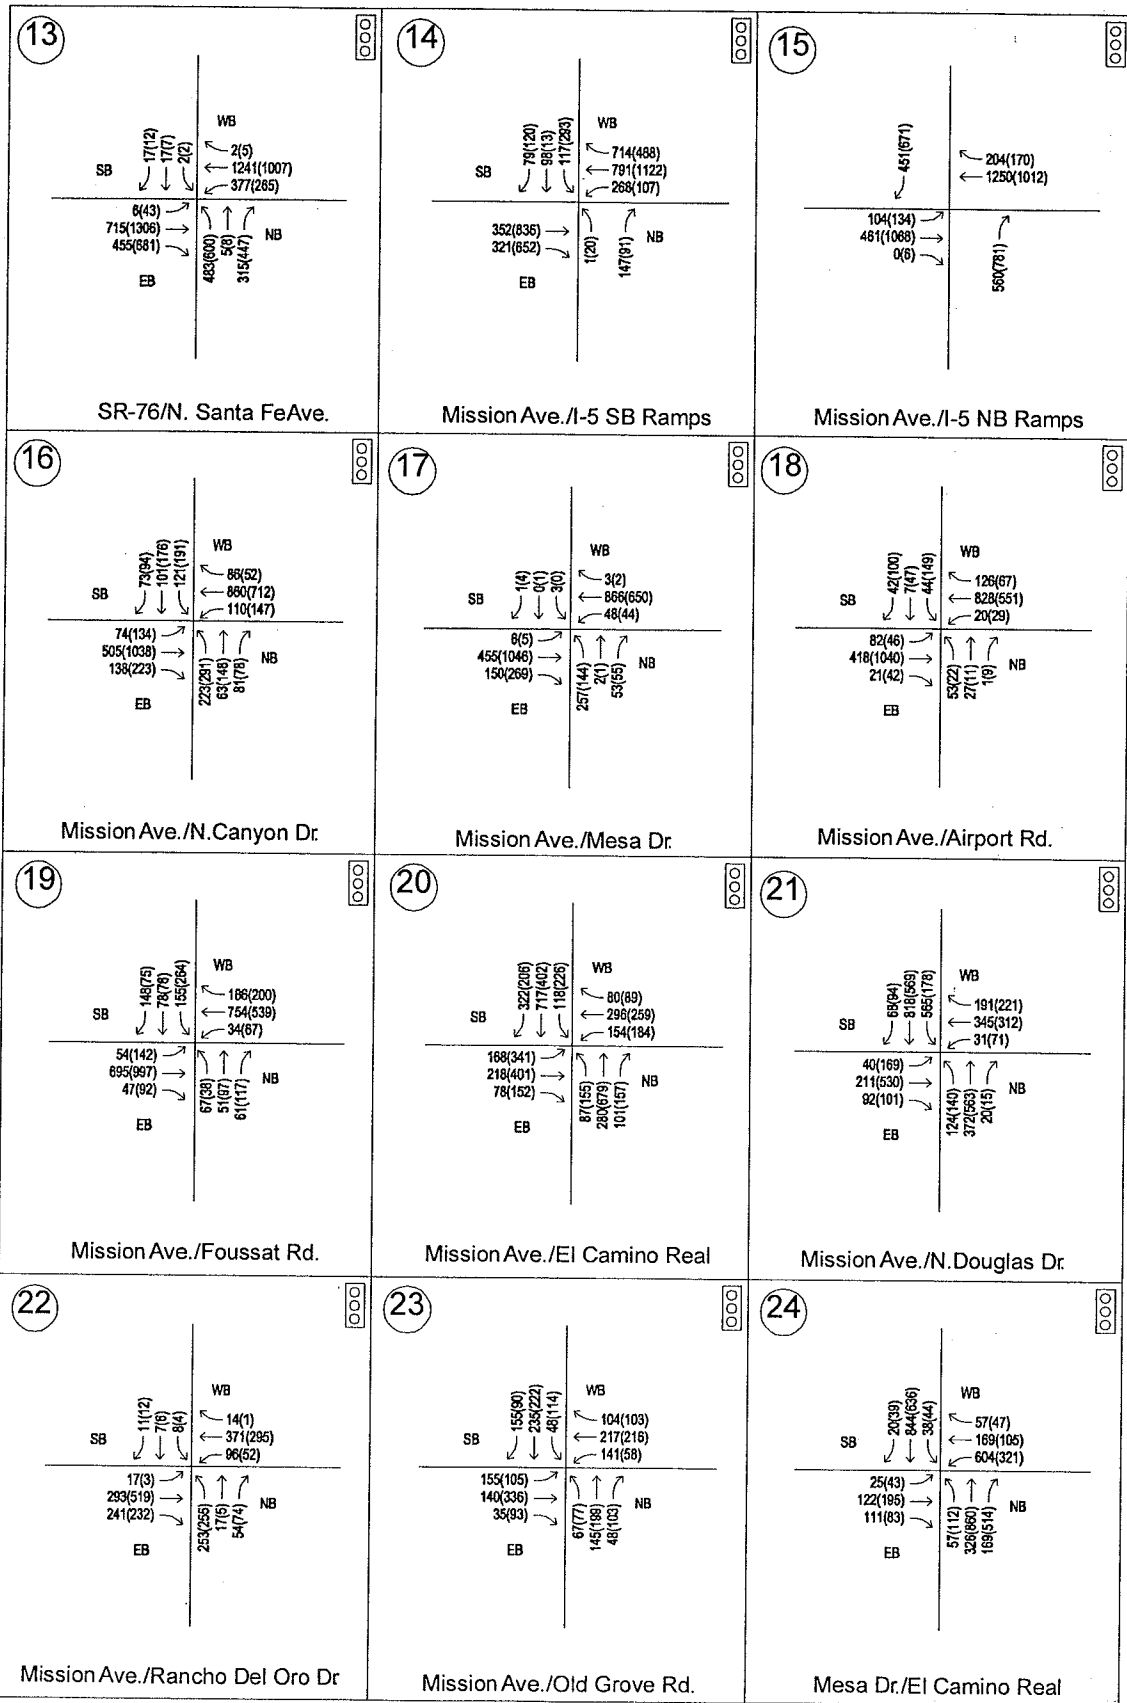 13
17(12)
17(7)
2(2)
WB
SB
2(5)
1241(1007)
377(265)
6(43)
715(1306)
455(681)
EB
483(600)
5(8)
315(447)
NB
SR-76/N. Santa FeAve.
14
79(120)
98(13)
117(293)
WB
SB
714(488)
791(1122)
268(107)
352(836)
321(652)
EB
1(20)
147(91)
NB
Mission Ave./I-5 SB Ramps
15
451(671)
204(170)
1250(1012)
104(134)
461(1068)
0(6)
560(781)
Mission Ave./I-5 NB Ramps
16
73(94)
101(176)
121(191)
WB
SB
86(52)
860(712)
110(147)
74(134)
505(1038)
138(223)
EB
223(291)
63(148)
81(78)
NB
Mission Ave./N.Canyon Dr.
17
1(4)
0(1)
3(0)
WB
SB
3(2)
866(650)
48(44)
6(5)
455(1046)
150(269)
EB
257(144)
2(1)
53(55)
NB
Mission Ave./Mesa Dr.
18
42(100)
7(47)
44(149)
WB
SB
126(67)
828(551)
20(29)
82(46)
418(1040)
21(42)
EB
53(22)
27(11)
1(9)
NB
Mission Ave./Airport Rd.
19
148(75)
78(78)
155(264)
WB
SB
186(200)
754(539)
34(67)
54(142)
695(997)
47(92)
EB
67(38)
51(97)
61(117)
NB
Mission Ave./Foussat Rd.
20
322(206)
717(402)
118(226)
WB
SB
80(89)
296(259)
154(184)
168(341)
218(401)
78(152)
EB
87(155)
280(679)
101(157)
NB
Mission Ave./El Camino Real
21
68(94)
818(569)
565(178)
WB
SB
191(221)
345(312)
31(71)
40(169)
211(530)
92(101)
EB
124(140)
372(563)
20(15)
NB
Mission Ave./N.Douglas Dr.
22
11(12)
7(6)
8(4)
WB
SB
14(1)
371(295)
96(52)
17(3)
293(519)
241(232)
EB
253(255)
17(5)
54(74)
NB
Mission Ave./Rancho Del Oro Dr
23
155(90)
235(222)
48(114)
WB
SB
104(103)
217(216)
141(58)
155(105)
140(336)
35(93)
EB
67(77)
145(198)
48(103)
NB
Mission Ave./Old Grove Rd.
24
20(39)
844(636)
38(44)
WB
SB
57(47)
169(105)
604(321)
25(43)
122(195)
111(83)
EB
57(112)
326(860)
169(514)
NB
Mesa Dr./El Camino Real